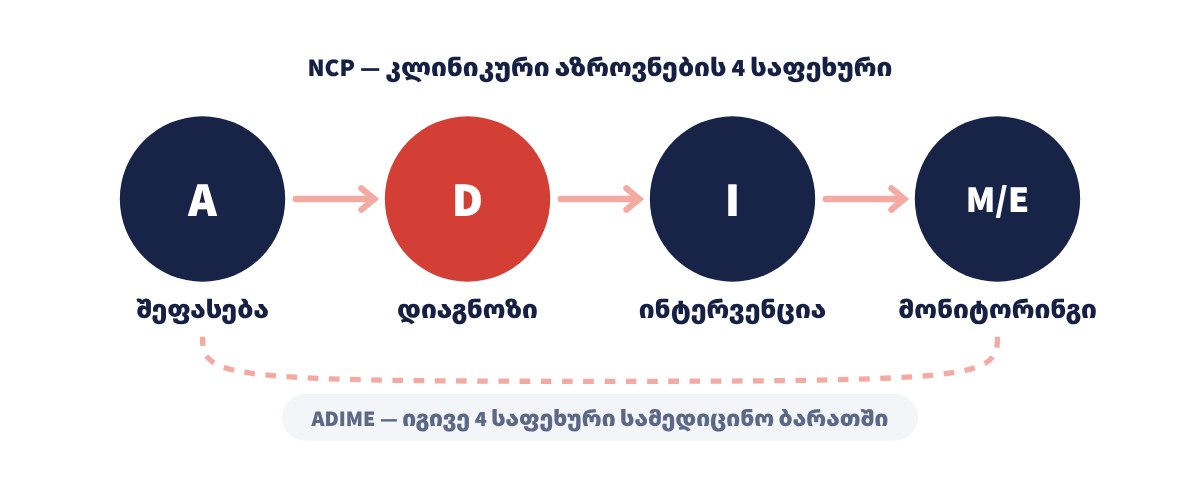 NCP — კლინიკური აზროვნების 4 საფეხური
A
D
I
M/E
შეფასება
დიაგნოზი
ინტერვენცია
მონიტორინგი
ADIME — იგივე 4 საფეხური სამედიცინო ბარათში